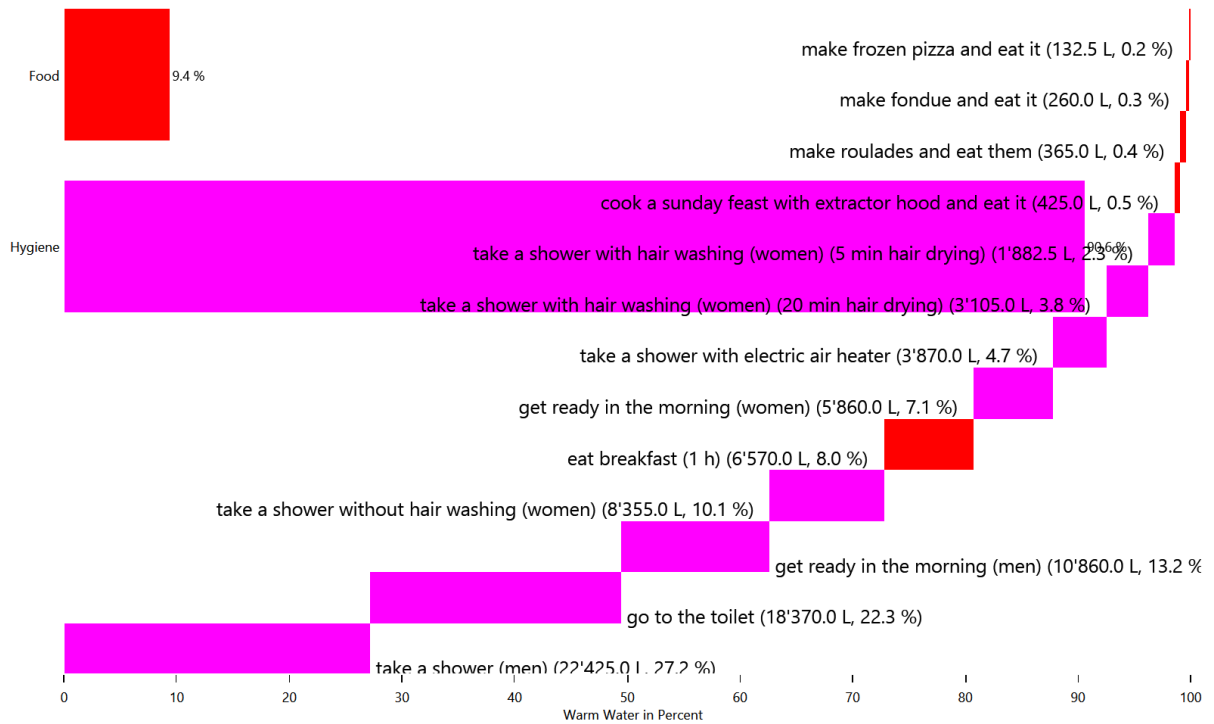 make frozen pizza and eat it (132.5 L, 0.2 %)
Food
9.4 %
make fondue and eat it (260.0 L, 0.3 %)
make roulades and eat them (365.0 L, 0.4 %)
cook a sunday feast with extractor hood and eat it (425.0 L, 0.5 %)
Hygiene
90.6 %
take a shower with hair washing (women) (5 min hair drying) (1'882.5 L, 2.3 %)
take a shower with hair washing (women) (20 min hair drying) (3'105.0 L, 3.8 %)
take a shower with electric air heater (3'870.0 L, 4.7 %)
get ready in the morning (women) (5'860.0 L, 7.1 %)
eat breakfast (1 h) (6'570.0 L, 8.0 %)
take a shower without hair washing (women) (8'355.0 L, 10.1 %)
get ready in the morning (men) (10'860.0 L, 13.2 %
go to the toilet (18'370.0 L, 22.3 %)
take a shower (men) (22'425.0 L, 27.2 %)
0 10 20 30 40 50 60 70 80 90 100
Warm Water in Percent